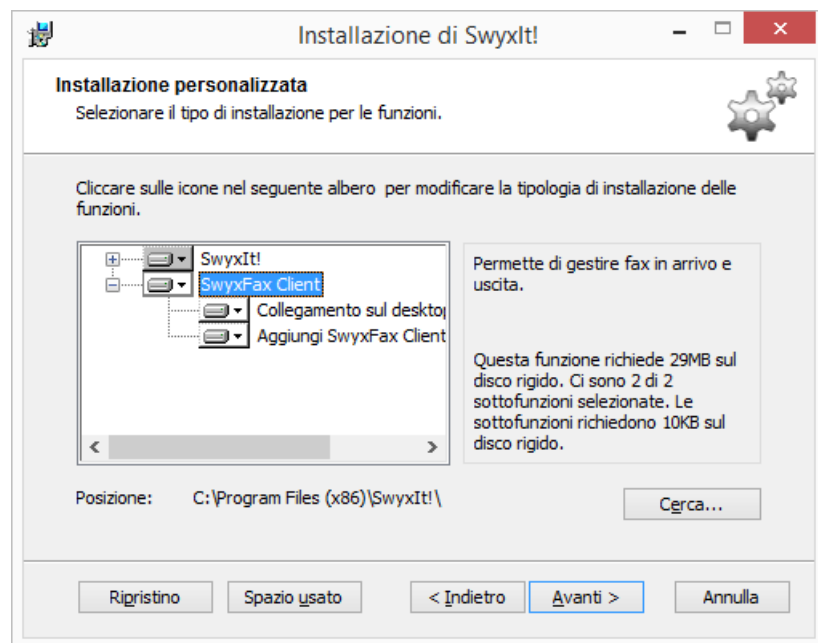 Installazione di SwyxIt!
Installazione personalizzata
Selezionare il tipo di installazione per le funzioni.
Cliccare sulle icone nel seguente albero per modificare la tipologia di installazione delle
funzioni.
SwyxIt!
SwyxFax Client
Collegamento sul deskto
Aggiungi SwyxFax Client
Permette di gestire fax in arrivo e
uscita.
Questa funzione richiede 29MB sul
disco rigido. Ci sono 2 di 2
sottofunzioni selezionate. Le
sottofunzioni richiedono 10KB sul
disco rigido.
Posizione: C:\Program Files (x86)\SwyxIt!\
Cerca...
Ripristino
Spazio usato
< Indietro
Avanti >
Annulla